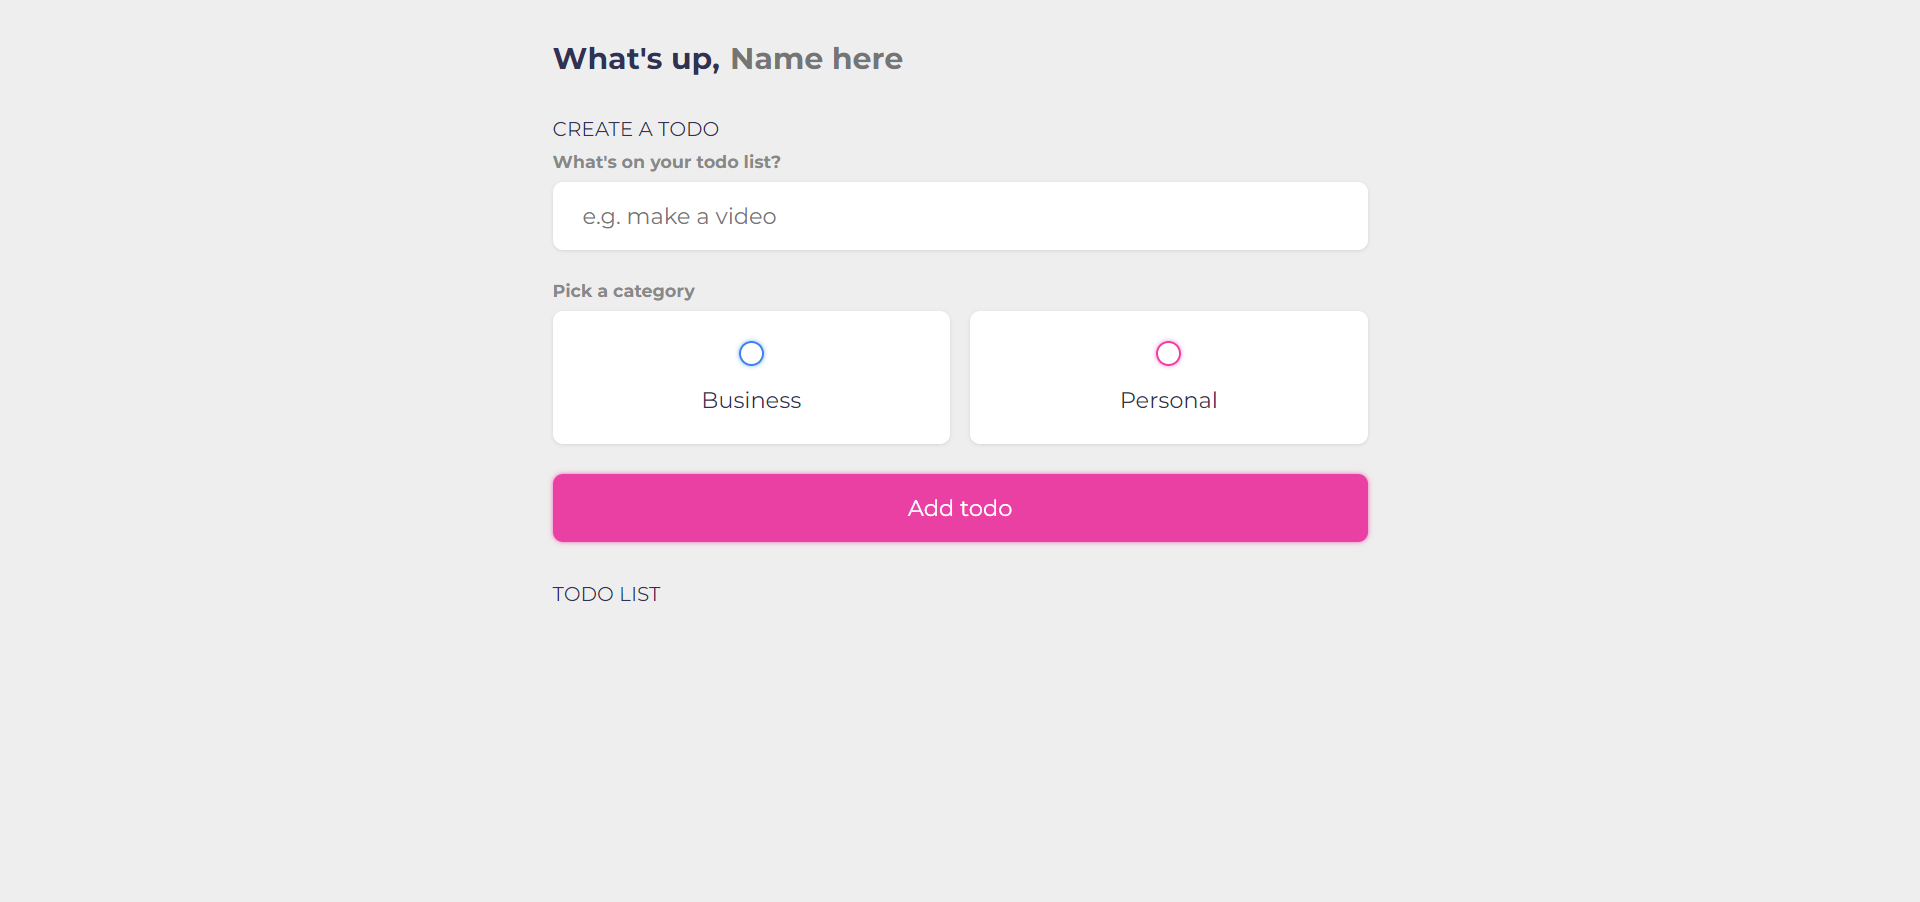 What's up, Name here
CREATE A TODO
What's on your todo list?
e.g. make a video
Pick a category
Business
Personal
Add todo
TODO LIST